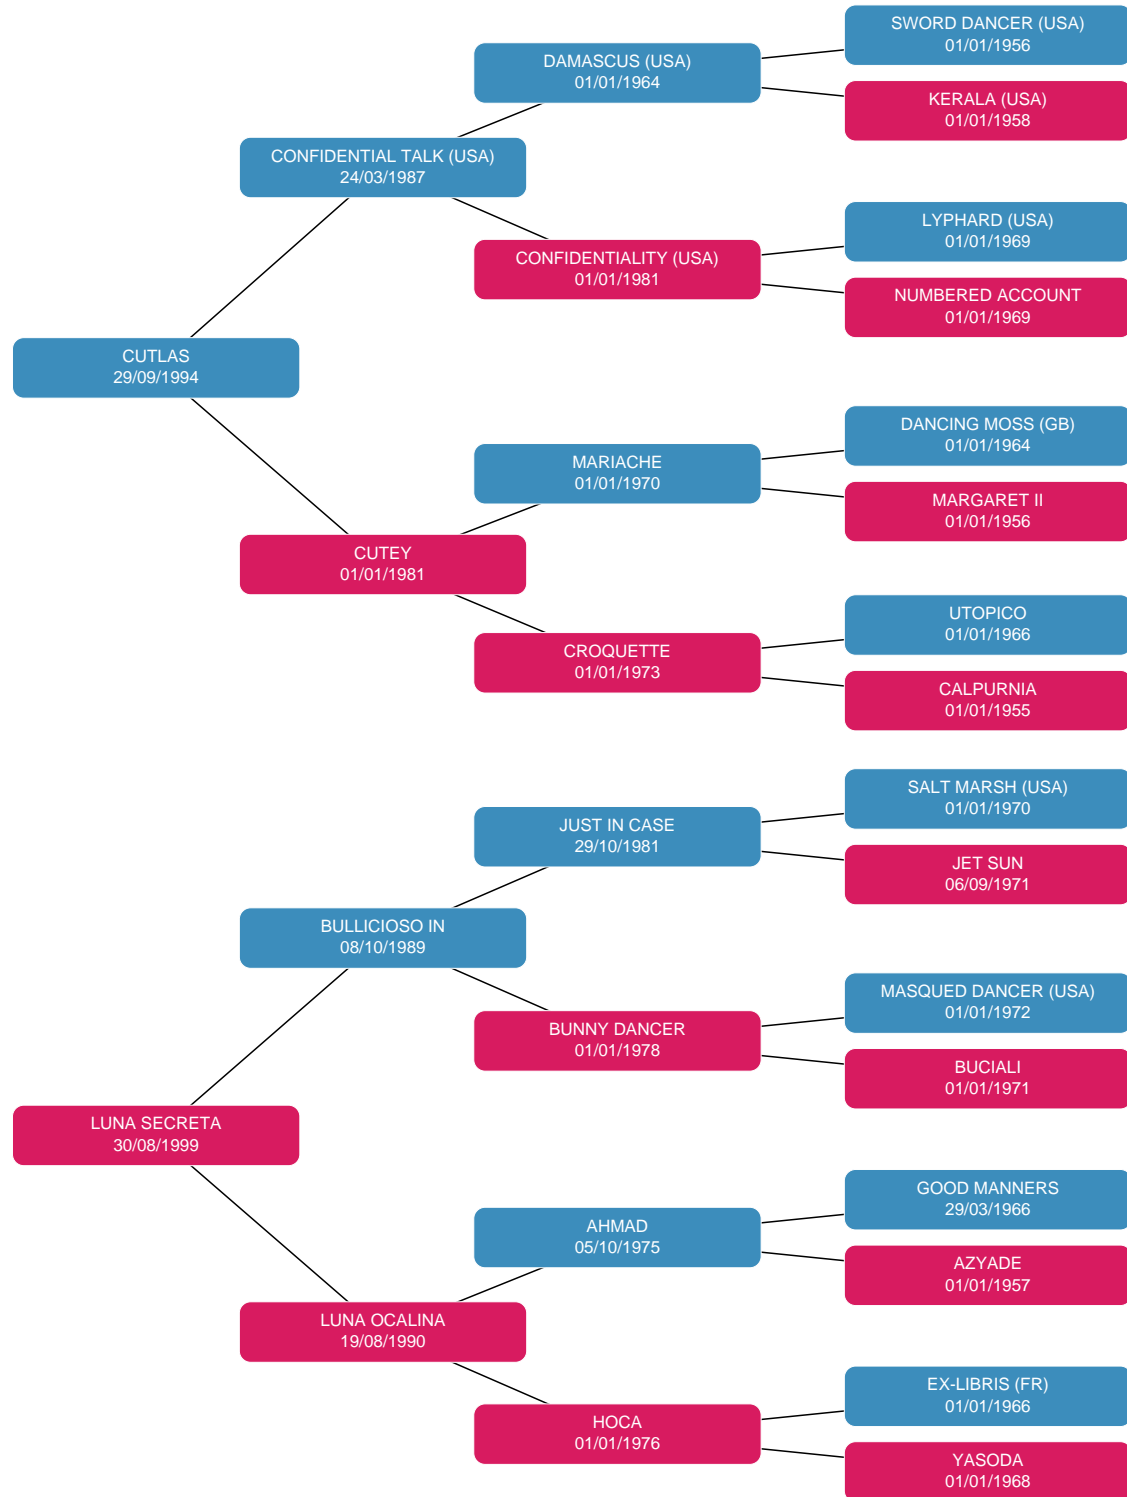 SWORD DANCER (USA)
01/01/1956
DAMASCUS (USA)
01/01/1964
KERALA (USA)
01/01/1958
CONFIDENTIAL TALK (USA)
24/03/1987
LYPHARD (USA)
01/01/1969
CONFIDENTIALITY (USA)
01/01/1981
NUMBERED ACCOUNT
01/01/1969
CUTLAS
29/09/1994
DANCING MOSS (GB)
01/01/1964
MARIACHE
01/01/1970
MARGARET II
01/01/1956
CUTEY
01/01/1981
UTOPICO
01/01/1966
CROQUETTE
01/01/1973
CALPURNIA
01/01/1955
SALT MARSH (USA)
01/01/1970
JUST IN CASE
29/10/1981
JET SUN
06/09/1971
BULLICIOSO IN
08/10/1989
MASQUED DANCER (USA)
01/01/1972
BUNNY DANCER
01/01/1978
BUCIALI
01/01/1971
LUNA SECRETA
30/08/1999
GOOD MANNERS
29/03/1966
AHMAD
05/10/1975
AZYADE
01/01/1957
LUNA OCALINA
19/08/1990
EX-LIBRIS (FR)
01/01/1966
HOCA
01/01/1976
YASODA
01/01/1968